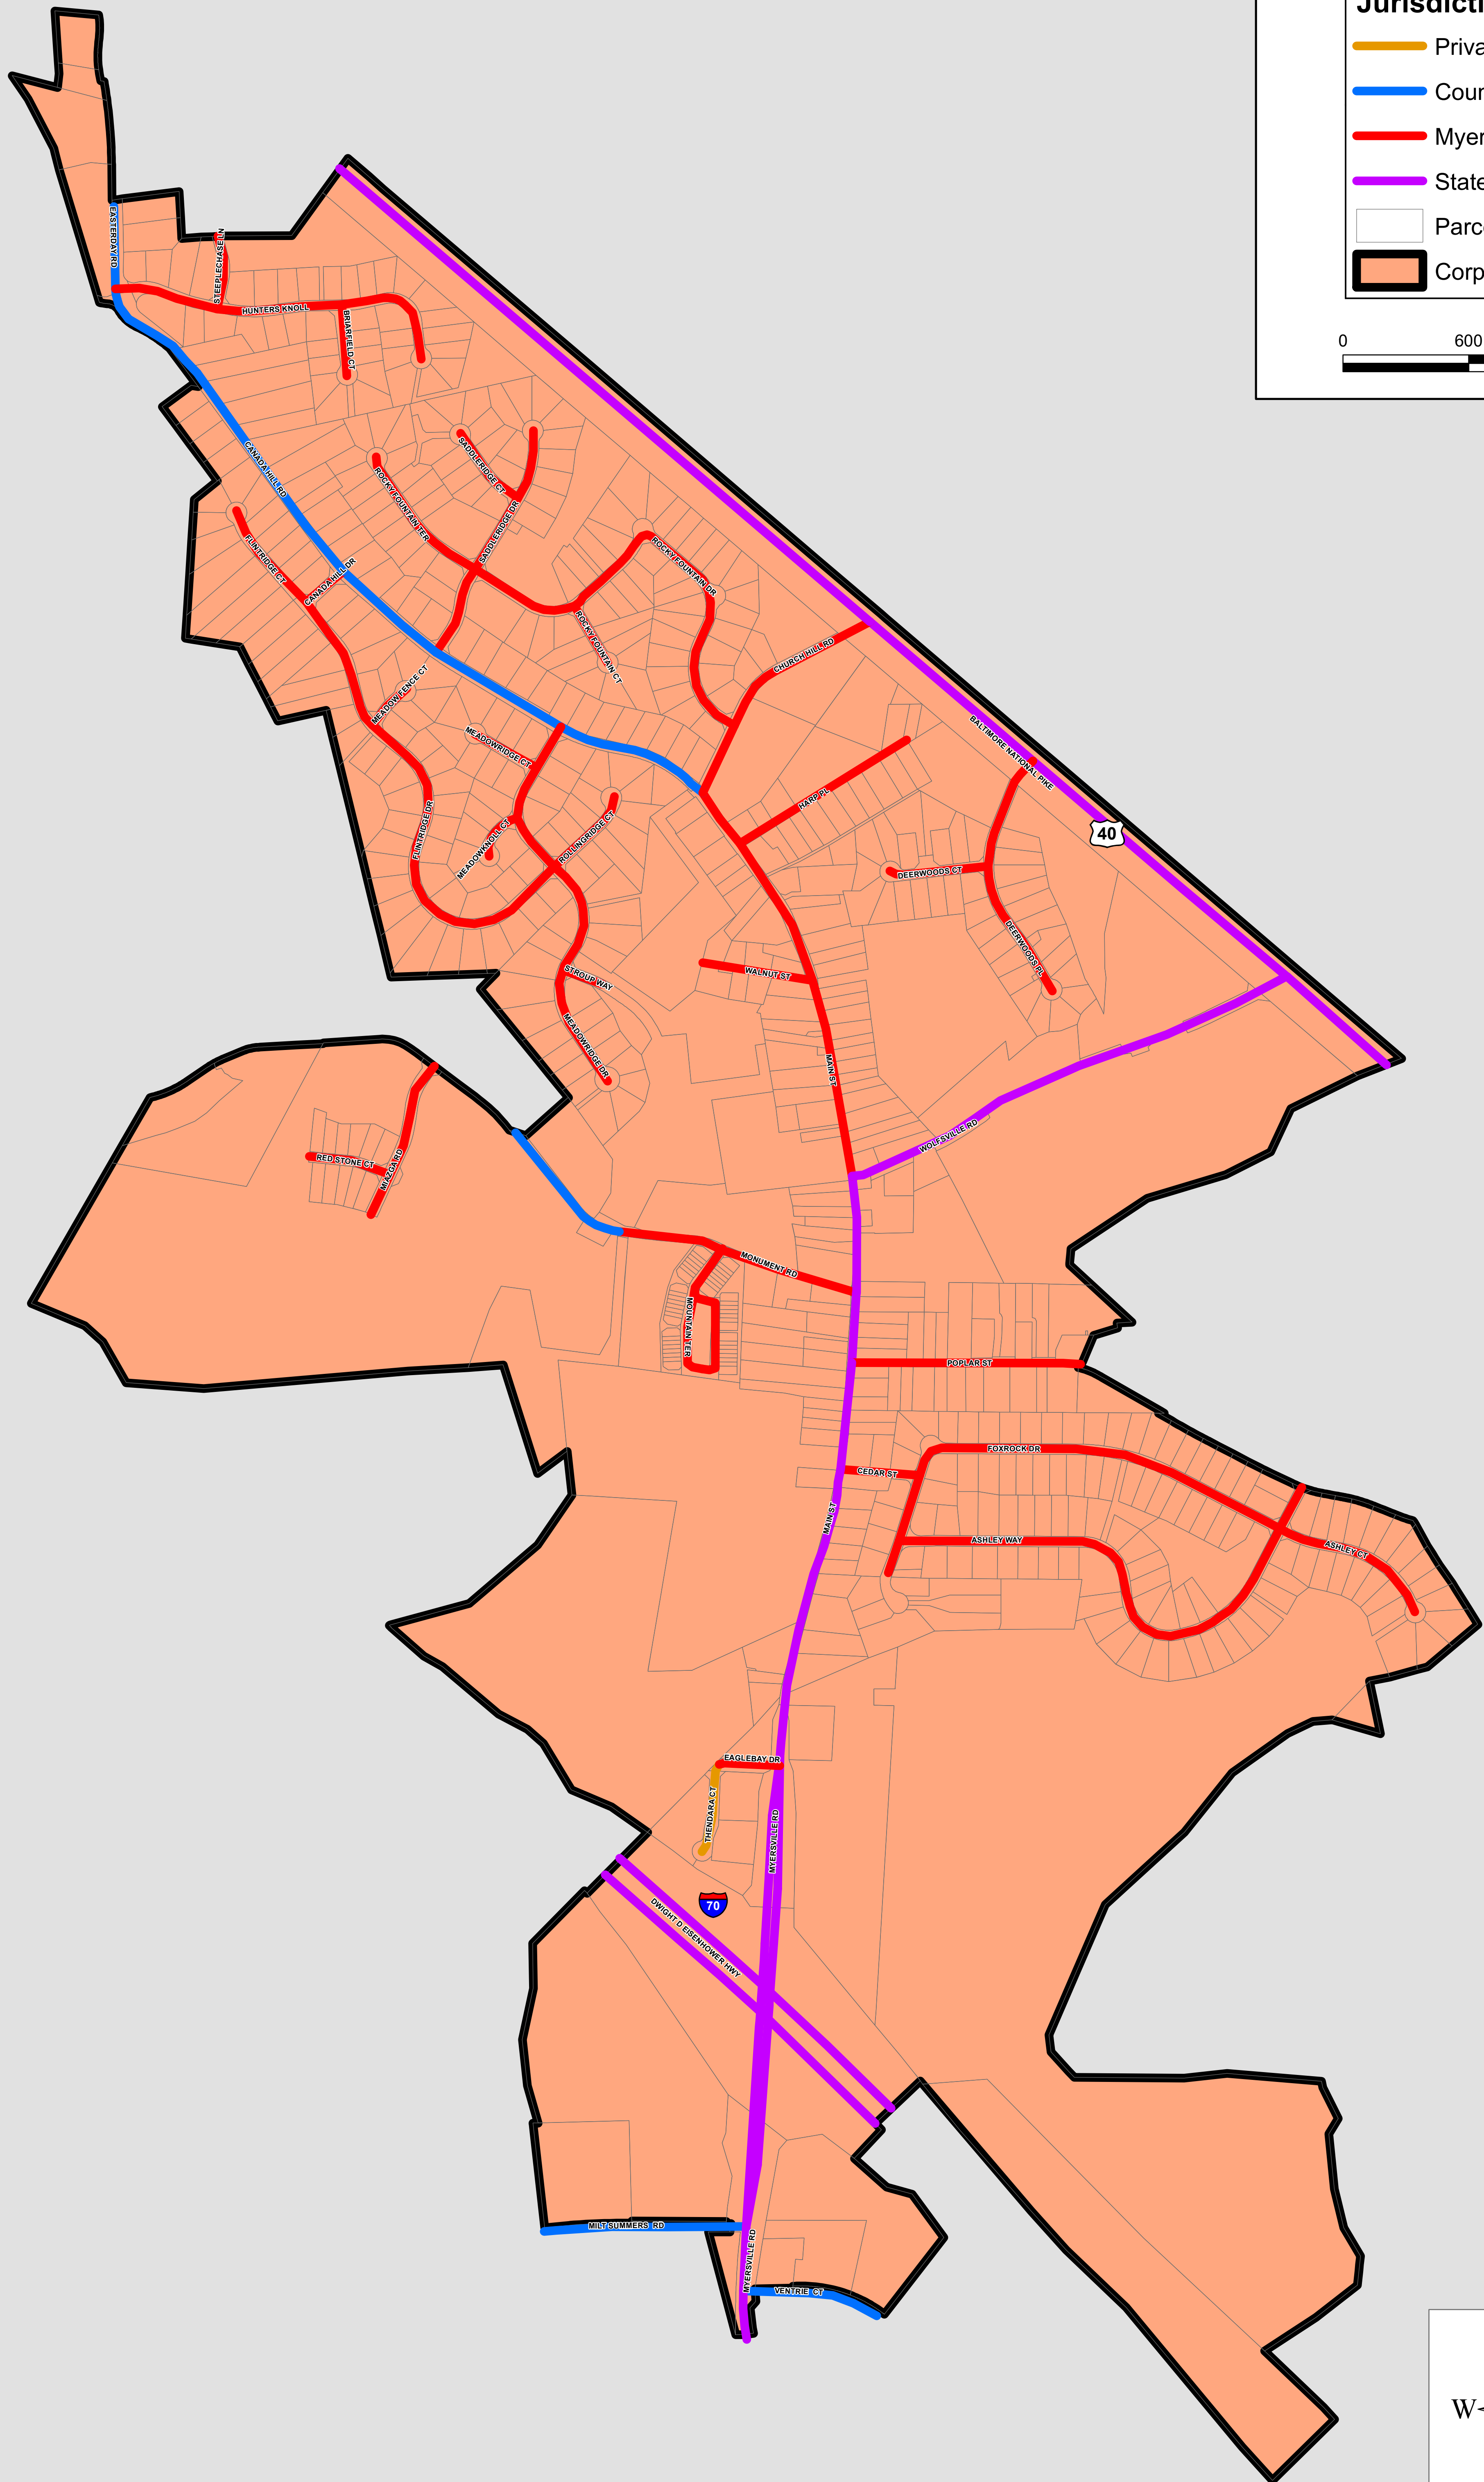 Jurisdicti
Priva
Coun
Myer
State
Parce
Corp
0 600
EASTERDAY RD
STEEPLECHASE LN
HUNTERS KNOLL
BRIARFIELD CT
CANADA HILL RD
SADDLERIDGE CT
ROCKY FOUNTAIN TER
SADDLERIDGE DR
FLINTRIDGE CT
CANADA HILL DR
ROCKY FOUNTAIN DR
ROCKY FOUNTAIN CT
CHURCH HILL RD
MEADOW FENCE CT
MEADOWRIDGE CT
BALTIMORE NATIONAL PIKE
40
HARP PL
FLINTRIDGE DR
MEADOWKNOLL CT
ROLLINGRIDGE CT
DEERWOODS CT
DEERWOODS PL
WALNUT ST
STROUP WAY
MEADOWRIDGE DR
MAIN ST
WOLFSVILLE RD
RED STONE CT
MIAZGA RD
MONUMENT RD
MOUNTAIN TER
POPLAR ST
FOXROCK DR
CEDAR ST
MAIN ST
ASHLEY WAY
ASHLEY CT
EAGLEBAY DR
THENDARA CT
MYERSVILLE RD
70
DWIGHT D EISENHOWER HWY
MILT SUMMERS RD
MYERSVILLE RD
VENTRIE CT
W